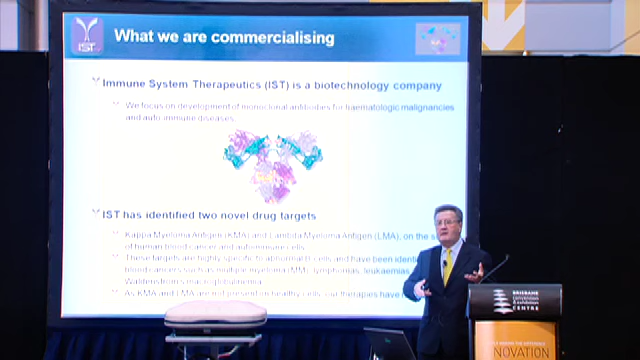 IST
What we are commercialising
Immune System Therapeutics (IST) is a biotechnology company
We focus on development of monoclonal antibodies for haematologic malignancies
and auto immune diseases.
IST has identified two novel drug targets
Kappa Myeloma Antigen (KMA) and Lambda Myeloma Antigen (LMA), on the
of human blood cancer and autoimmune cells
These targets are highly specific to abnormal B cells and have been
blood cancers such as multiple myeloma (MM), lymphomas, leukaemias
As KMA and LMA are not present on healthy cells, our therapies have
BRISBANE
Convention
& Exhibition
CENTRE
NOVATION